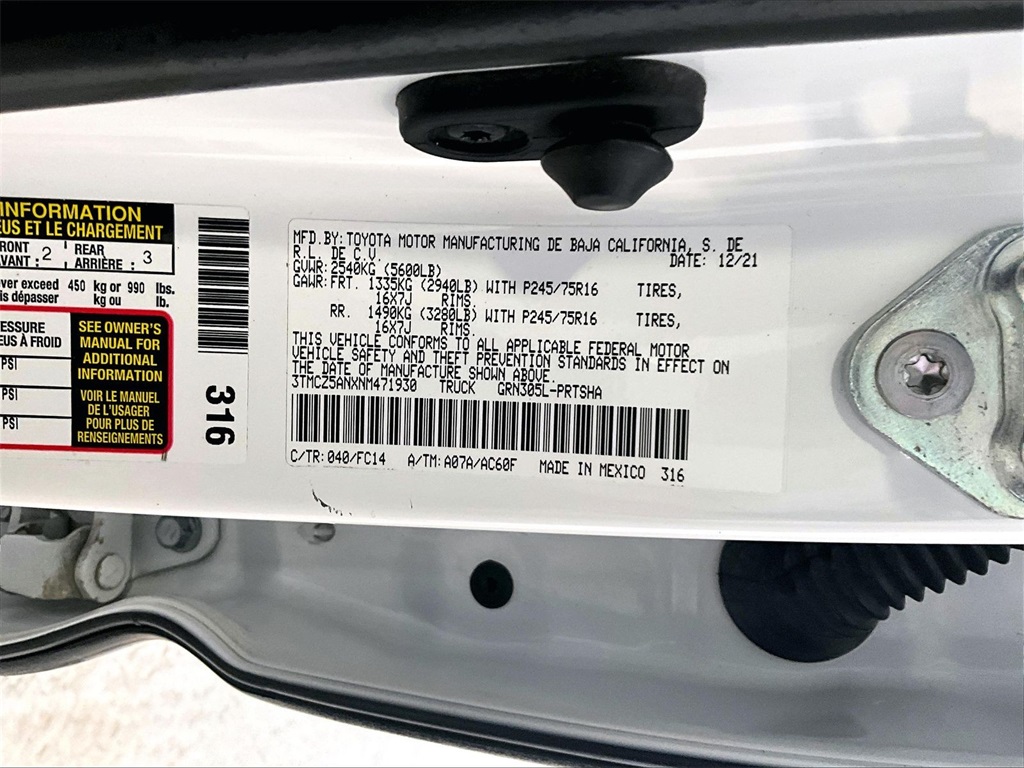 INFORMATION
EUS ET LE CHARGEMENT
FRONT
AVANT : 2 REAR
ARRIÈRE : 3
ever exceed 450 kg or 990 lbs.
is dépasser kg ou lb.
PRESSURE
EUS À FROID
PSI
PSI
PSI
SEE OWNER'S
MANUAL FOR
ADDITIONAL
INFORMATION
VOIR LE MANUEL
DE L'USAGER
POUR PLUS DE
RENSEIGNEMENTS
316
MFD.BY: TOYOTA MOTOR MANUFACTURING DE BAJA CALIFORNIA, S. DE
R.L. DE C.V. DATE: 12/21
GVWR: 2540KG (5600LB)
GAWR: FRT. 1335KG (2940LB) WITH P245/75R16 TIRES,
16X7J RIMS.
RR. 1490KG (3280LB) WITH P245/75R16 TIRES,
16X7J RIMS.
THIS VEHICLE CONFORMS TO ALL APPLICABLE FEDERAL MOTOR
VEHICLE SAFETY AND THEFT PREVENTION STANDARDS IN EFFECT ON
THE DATE OF MANUFACTURE SHOWN ABOVE.
3TMCZ5ANXNM471930 TRUCK GRN305L-PRTSHA
C/TR: 040/FC14 A/TM: A07A/AC60F MADE IN MEXICO 316